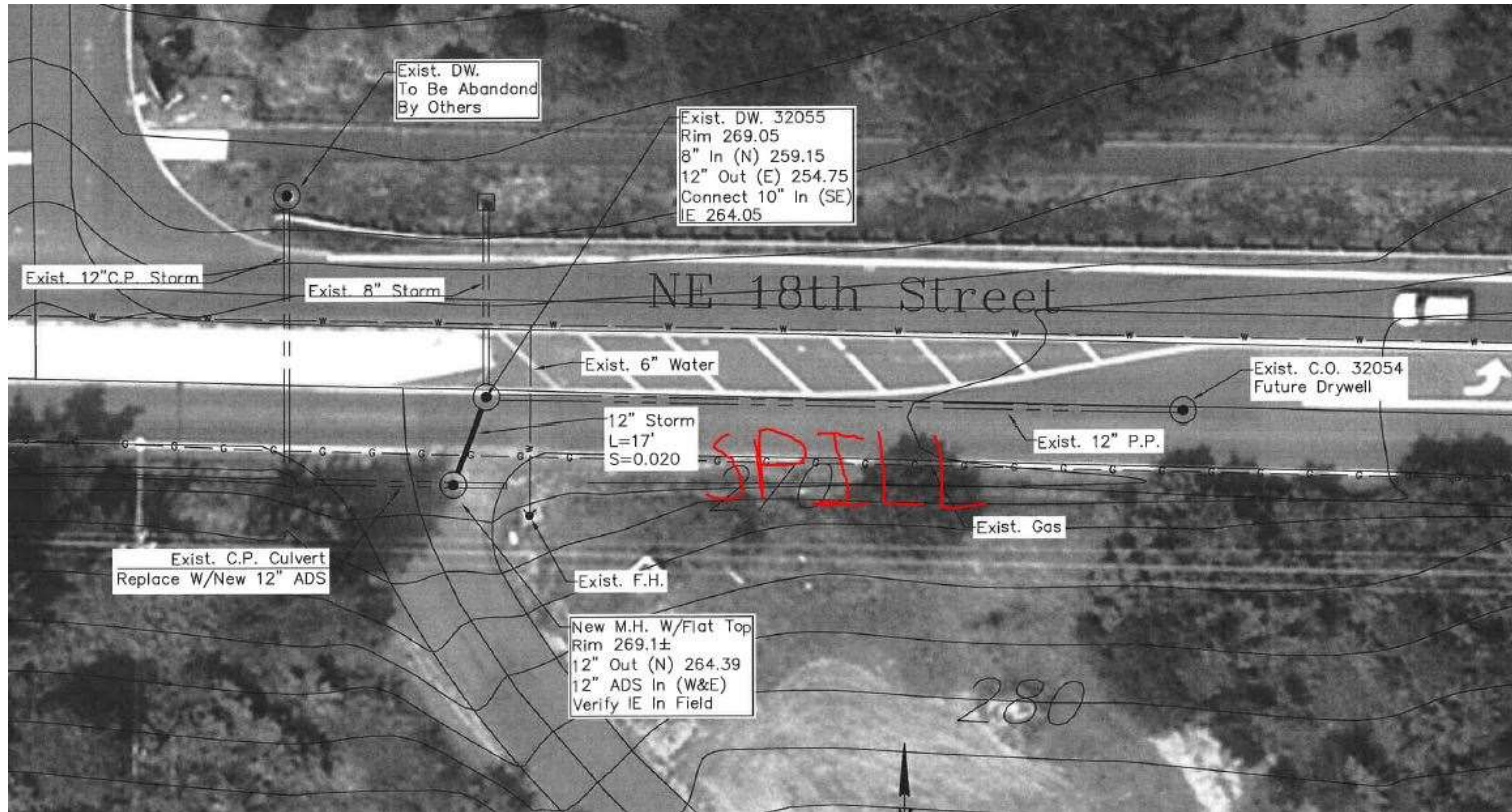 Exist. DW.
To Be Abandond
By Others
Exist. DW. 32055
Rim 269.05
8" In (N) 259.15
12" Out (E) 254.75
Connect 10" In (SE)
IE 264.05
Exist. 12"C.P. Storm
Exist. 8" Storm
NE 18th Street
W W W W W W W W W W W W
Exist. 6" Water
W
Exist. C.O. 32054
Future Drywell
12" Storm
L=17'
S=0.020
Exist. 12" P.P.
G G G G G G G G G G G G G G G G
SPILL
270
Exist. Gas
Exist. C.P. Culvert
Replace W/New 12" ADS
Exist. F.H.
New M.H. W/Flat Top
Rim 269.1±
12" Out (N) 264.39
12" ADS In (W&E)
Verify IE In Field
280